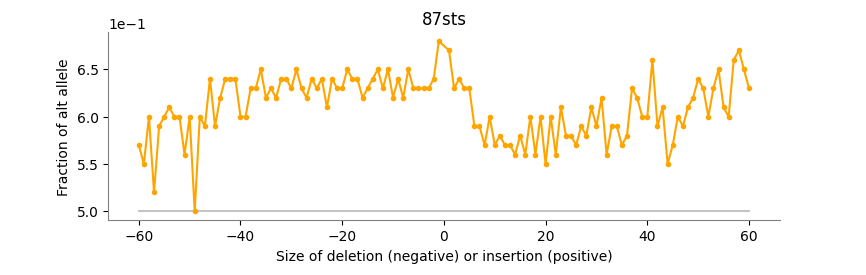 87sts
1e−1
Fraction of alt allele
6.5
6.0
5.5
5.0
−60 −40 −20 0 20 40 60
Size of deletion (negative) or insertion (positive)